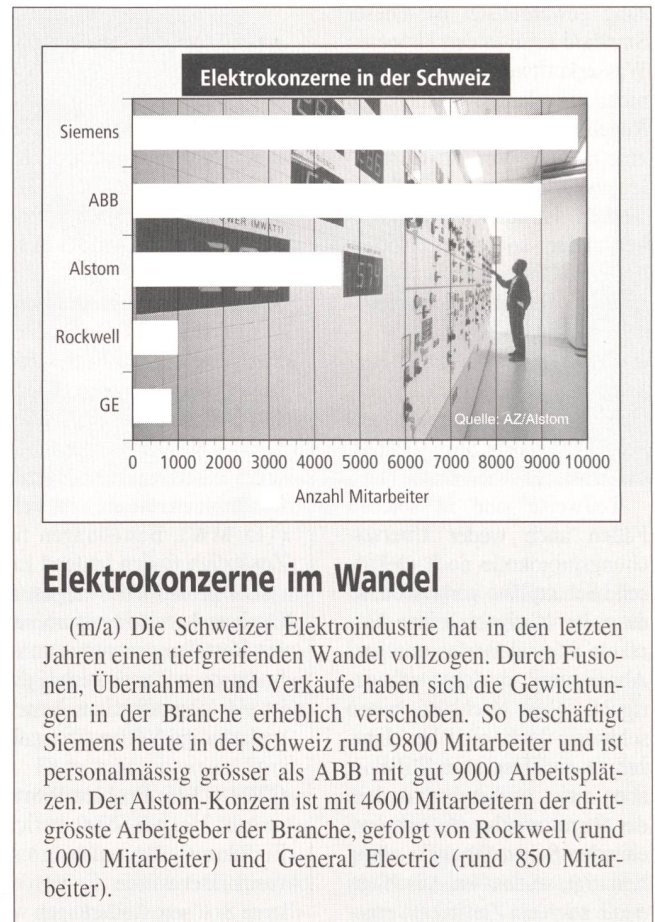 Elektrokonzerne in der Schweiz
Siemens
ABB
Alstom
Rockwell
GE
Quelle: AZ/Alstom
0 1000 2000 3000 4000 5000 6000 7000 8000 9000 10000
Anzahl Mitarbeiter
Elektrokonzerne im Wandel
(m/a) Die Schweizer Elektroindustrie hat in den letzten
Jahren einen tiefgreifenden Wandel vollzogen. Durch Fusio-
nen, Übernahmen und Verkäufe haben sich die Gewichtun-
gen in der Branche erheblich verschoben. So beschäftigt
Siemens heute in der Schweiz rund 9800 Mitarbeiter und ist
personalmässig grösser als ABB mit gut 9000 Arbeitsplät-
zen. Der Alstom-Konzern ist mit 4600 Mitarbeitern der dritt-
grösste Arbeitgeber der Branche, gefolgt von Rockwell (rund
1000 Mitarbeiter) und General Electric (rund 850 Mitar-
beiter).